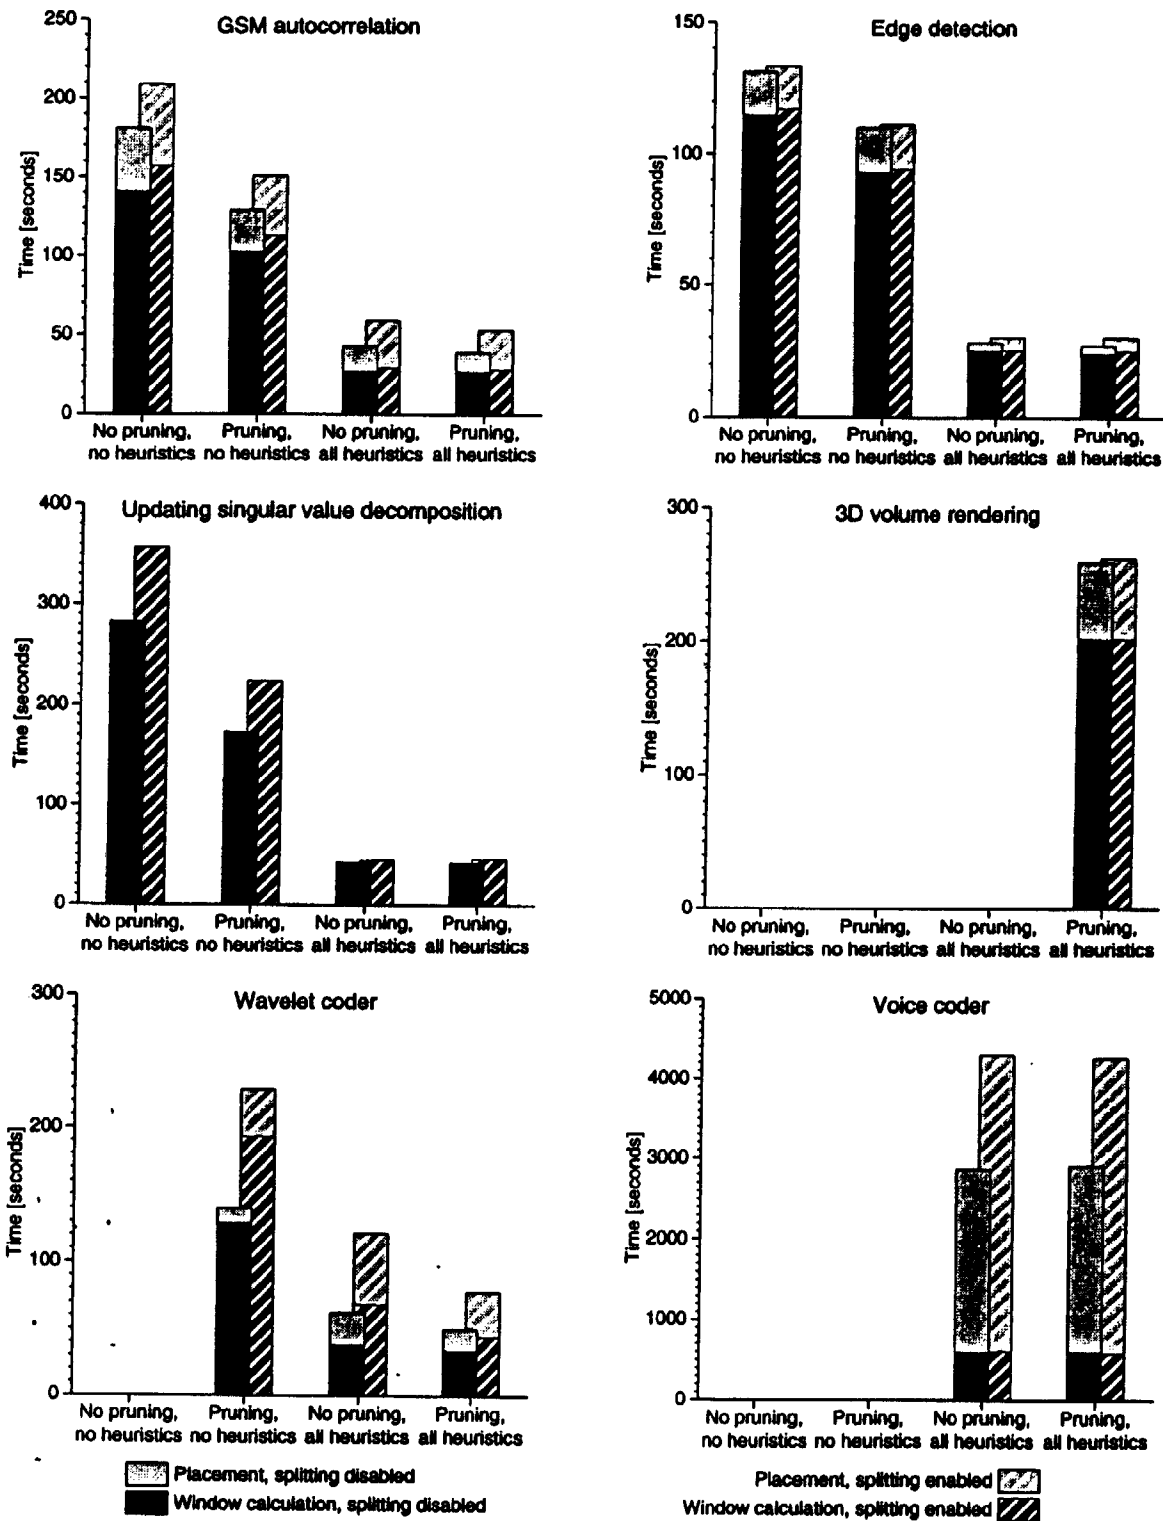 GSM autocorrelation
250
200
150
100
50
0
Time [seconds]
No pruning, Pruning, No pruning, Pruning,
no heuristics no heuristics all heuristics all heuristics
Edge detection
150
100
50
0
Time [seconds]
No pruning, Pruning, No pruning, Pruning,
no heuristics no heuristics all heuristics all heuristics
Updating singular value decomposition
400
300
200
100
0
Time [seconds]
No pruning, Pruning, No pruning, Pruning,
no heuristics no heuristics all heuristics all heuristics
3D volume rendering
300
200
100
0
Time [seconds]
No pruning, Pruning, No pruning, Pruning,
no heuristics no heuristics all heuristics all heuristics
Wavelet coder
300
200
100
0
Time [seconds]
No pruning, Pruning, No pruning, Pruning,
no heuristics no heuristics all heuristics all heuristics
Voice coder
5000
4000
3000
2000
1000
0
Time [seconds]
No pruning, Pruning, No pruning, Pruning,
no heuristics no heuristics all heuristics all heuristics
Placement, splitting disabled
Window calculation, splitting disabled
Placement, splitting enabled
Window calculation, splitting enabled